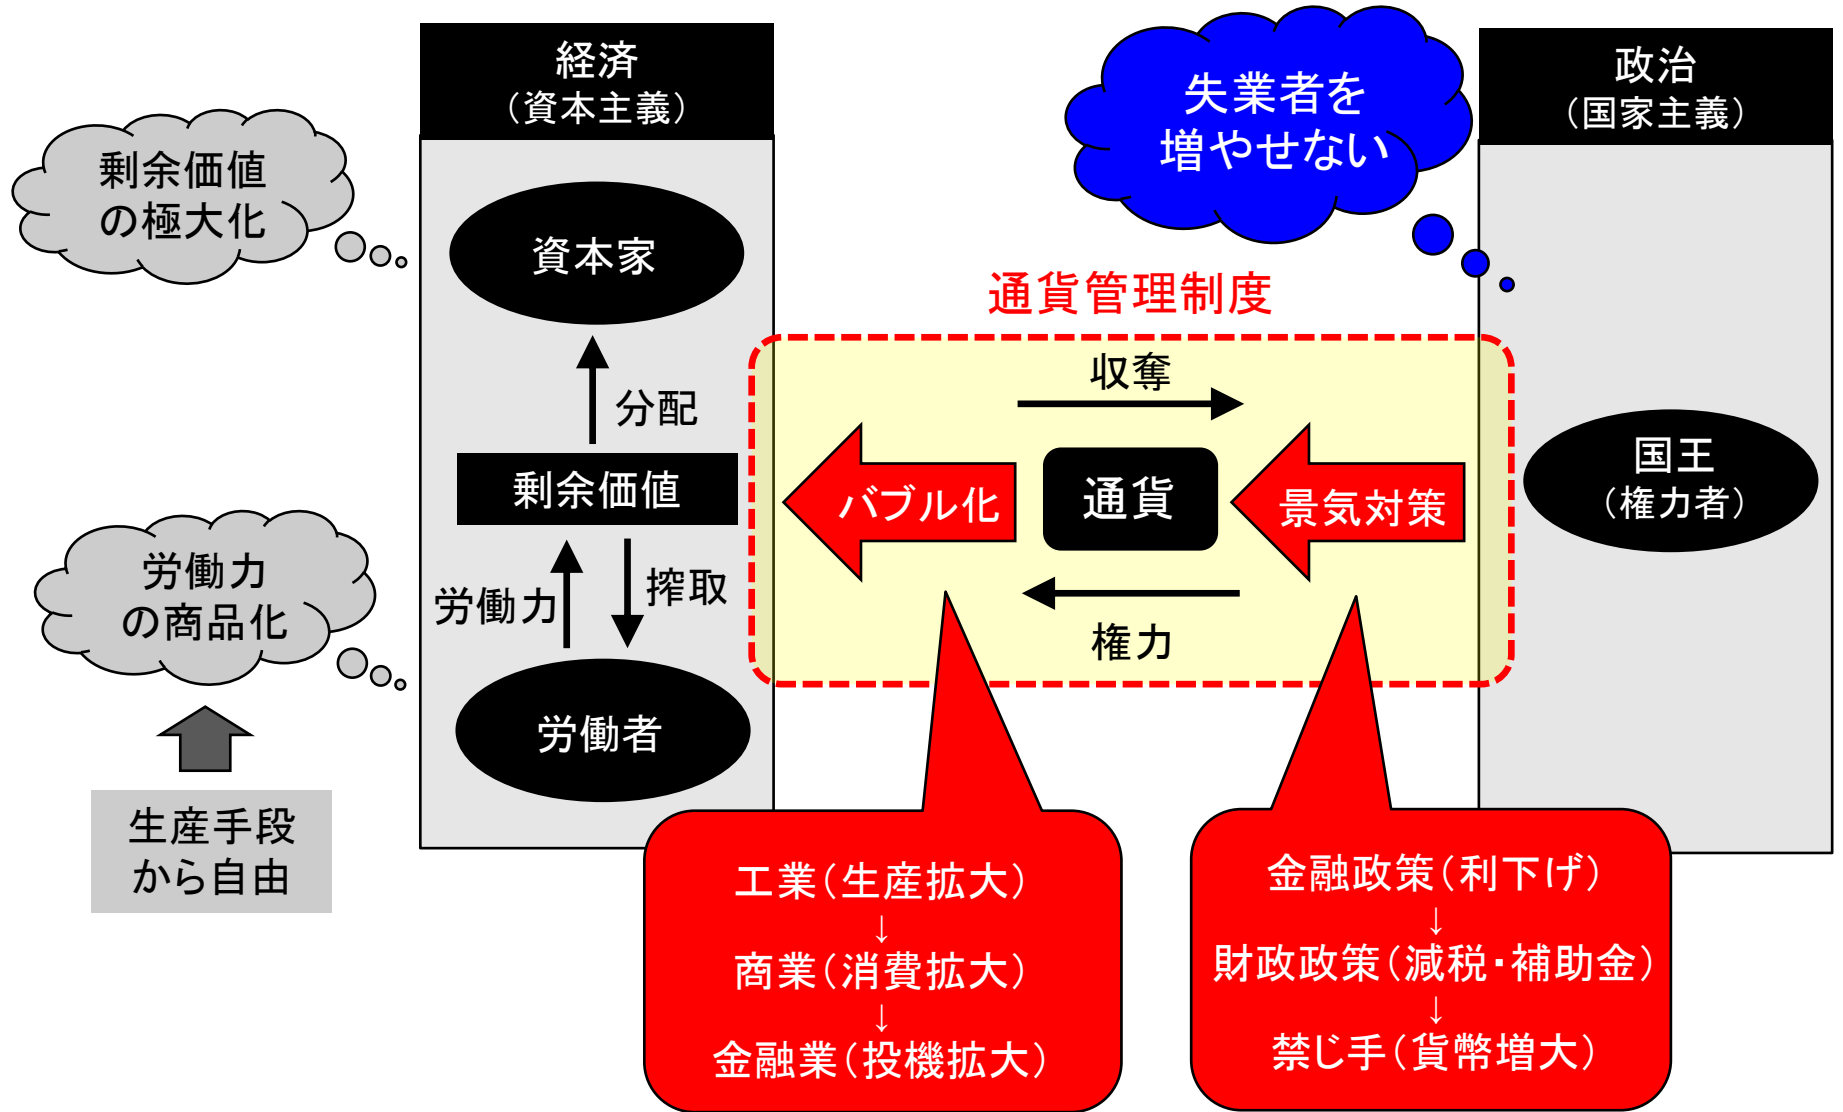 経済
（資本主義）
剰余価値
の極大化
資本家
分配
剰余価値
労働力
搾取
労働者
労働力
の商品化
生産手段
から自由
通貨管理制度
収奪
バブル化
通貨
景気対策
権力
失業者を
増やせない
政治
（国家主義）
国王
（権力者）
工業（生産拡大）
↓
商業（消費拡大）
↓
金融業（投機拡大）
金融政策（利下げ）
↓
財政政策（減税・補助金）
↓
禁じ手（貨幣増大）